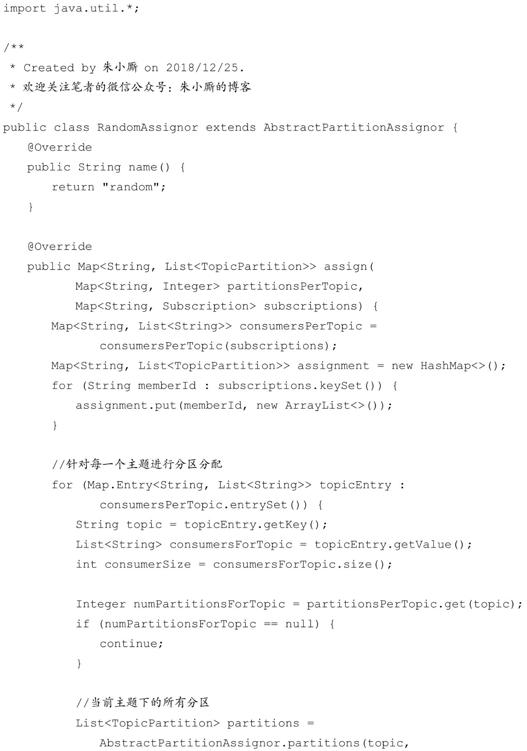 import java.util.*;

/**
 * Created by 朱小厮 on 2018/12/25.
 * 欢迎关注笔者的微信公众号：朱小厮的博客
 */
public class RandomAssignor extends AbstractPartitionAssignor {
    @Override
    public String name() {
        return "random";
    }

    @Override
    public Map<String, List<TopicPartition>> assign(
            Map<String, Integer> partitionsPerTopic,
            Map<String, Subscription> subscriptions) {
        Map<String, List<String>> consumersPerTopic =
                consumersPerTopic(subscriptions);
        Map<String, List<TopicPartition>> assignment = new HashMap<>();
        for (String memberId : subscriptions.keySet()) {
            assignment.put(memberId, new ArrayList<>());
        }

        //针对每一个主题进行分区分配
        for (Map.Entry<String, List<String>> topicEntry :
                consumersPerTopic.entrySet()) {
            String topic = topicEntry.getKey();
            List<String> consumersForTopic = topicEntry.getValue();
            int consumerSize = consumersForTopic.size();

            Integer numPartitionsForTopic = partitionsPerTopic.get(topic);
            if (numPartitionsForTopic == null) {
                continue;
            }

            //当前主题下的所有分区
            List<TopicPartition> partitions =
                AbstractPartitionAssignor.partitions(topic,